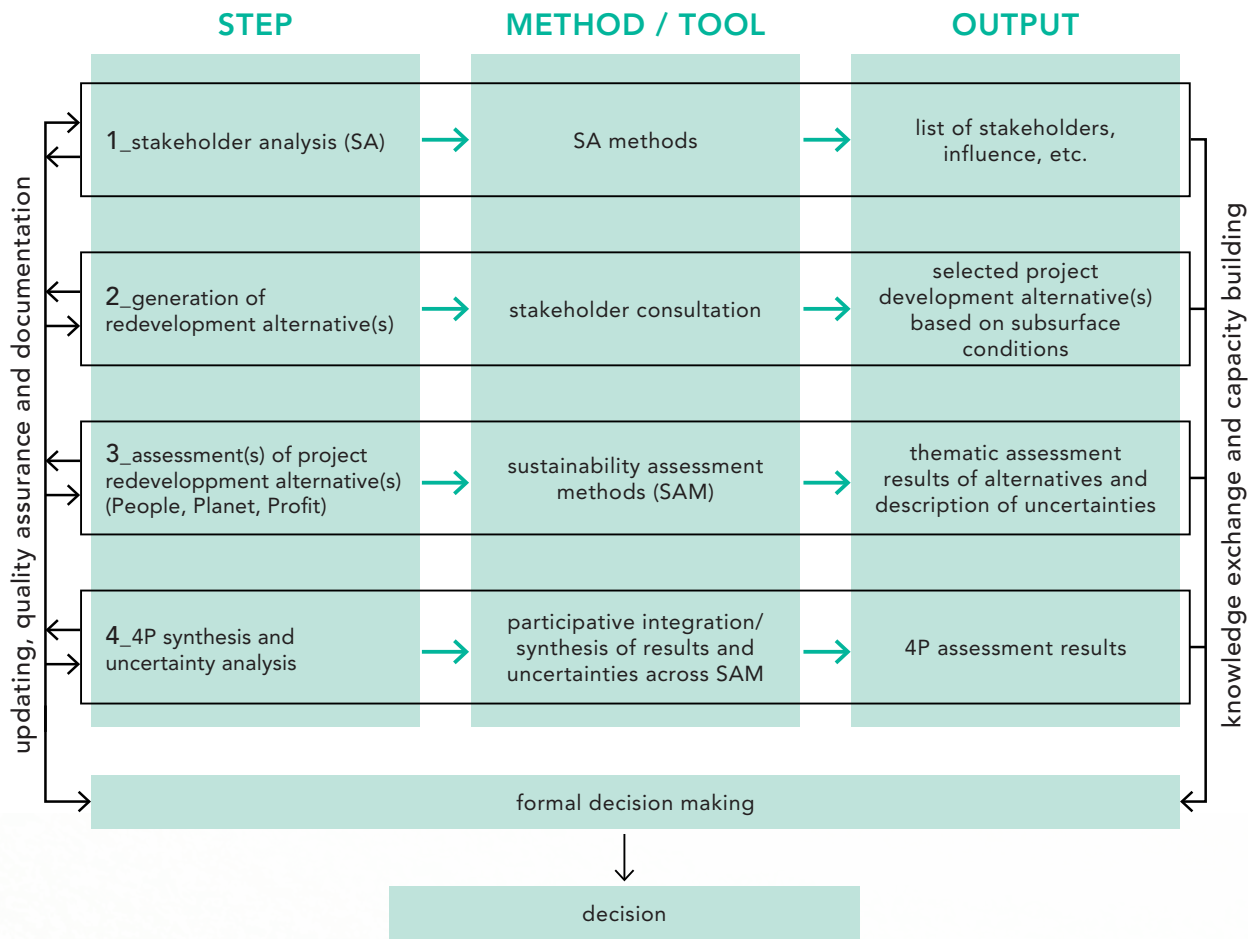 STEP
METHOD / TOOL
OUTPUT
1_stakeholder analysis (SA)
SA methods
list of stakeholders,
influence, etc.
2_generation of
redevelopment alternative(s)
stakeholder consultation
selected project
development alternative(s)
based on subsurface
conditions
3_assessment(s) of project
redeveloppment alternative(s)
(People, Planet, Profit)
sustainability assessment
methods (SAM)
thematic assessment
results of alternatives and
description of uncertainties
4_4P synthesis and
uncertainty analysis
participative integration/
synthesis of results and
uncertainties across SAM
4P assessment results
updating, quality assurance and documentation
knowledge exchange and capacity building
formal decision making
decision